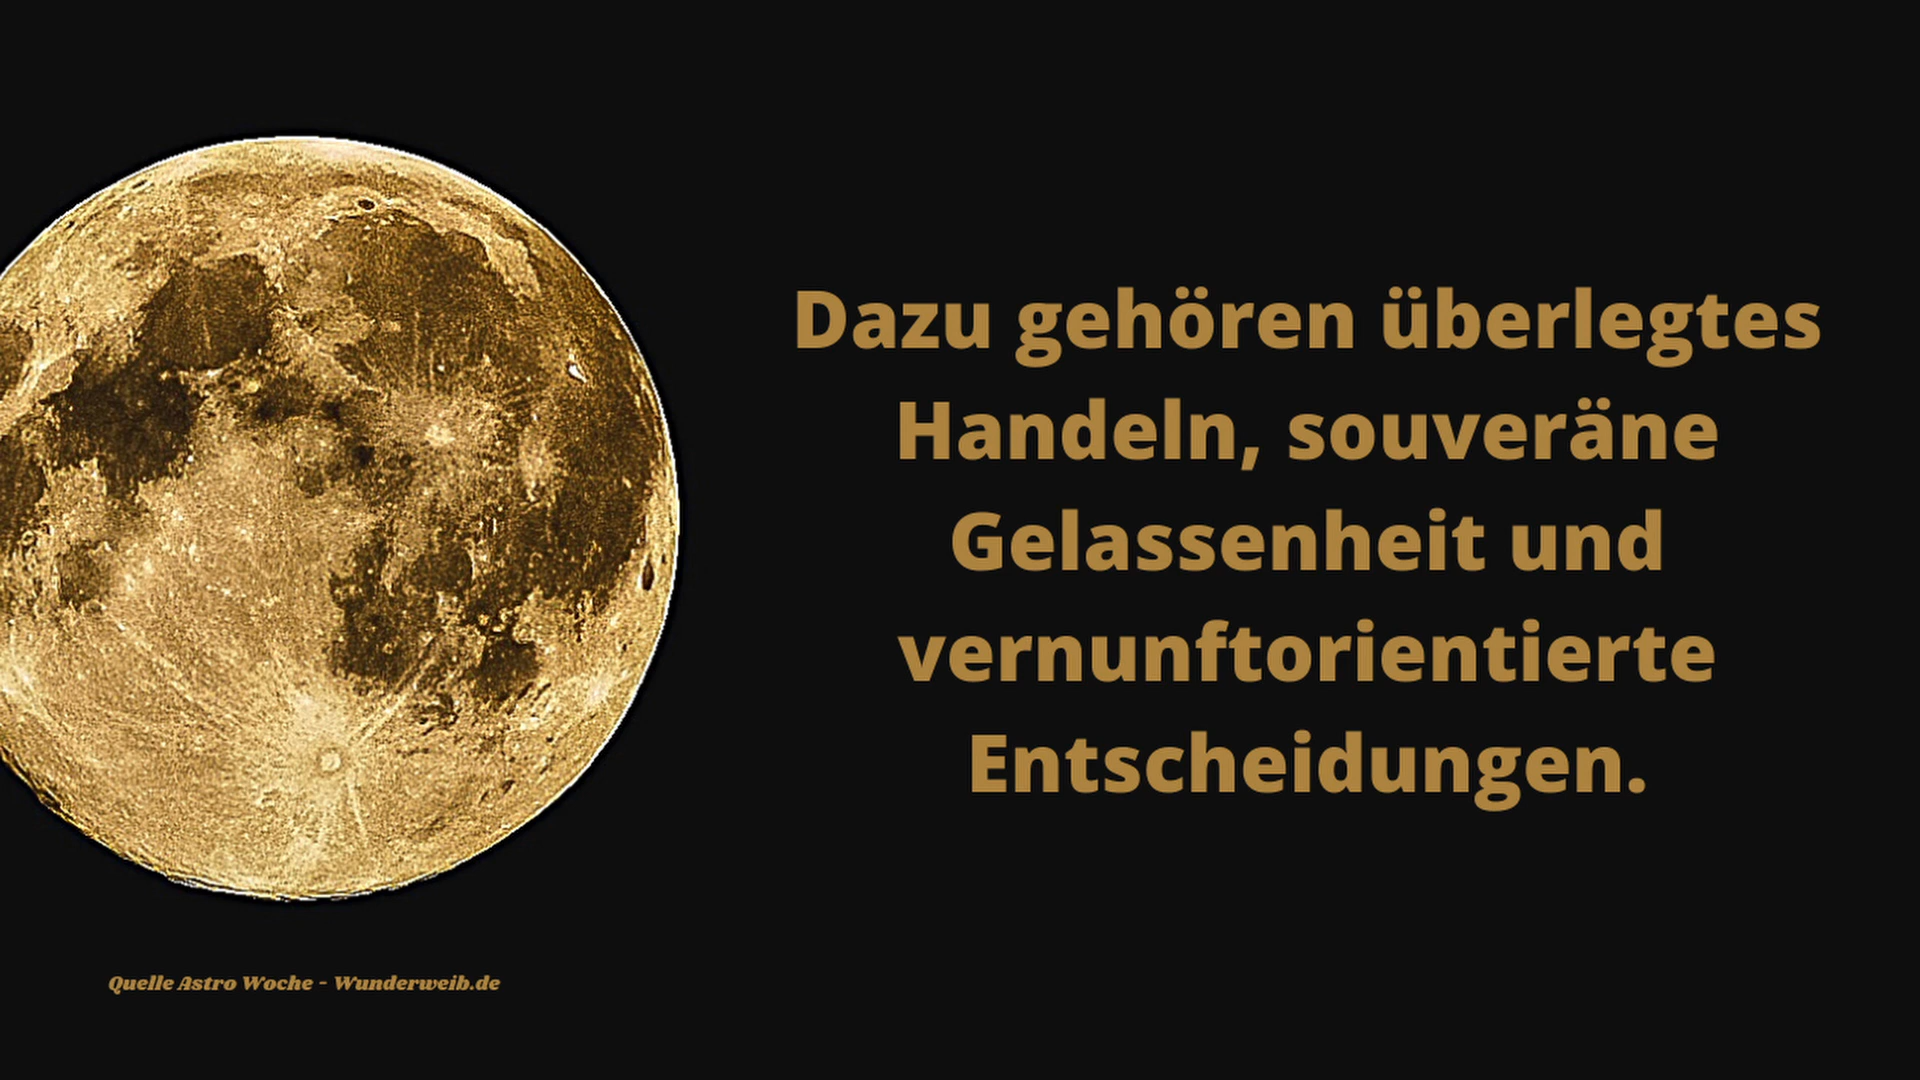 Dazu gehören überlegtes
Handeln, souveräne
Gelassenheit und
vernunftorientierte
Entscheidungen.
Quelle Astro Woche - Wunderweib.de